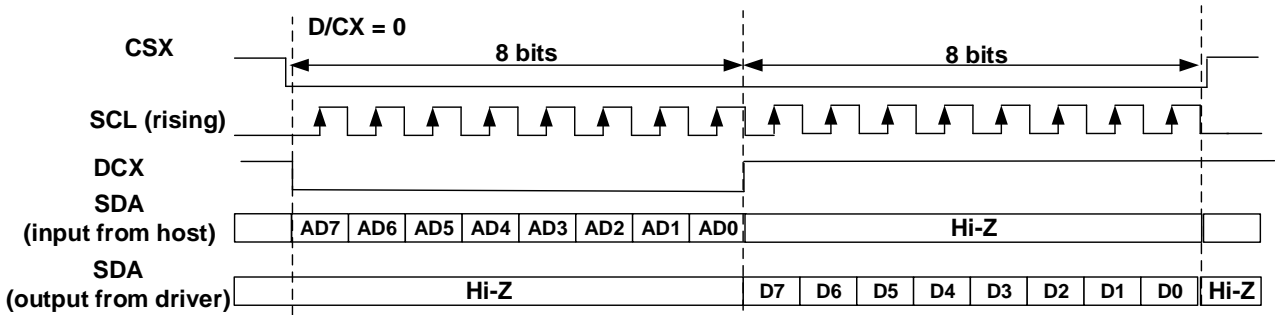 D/CX = 0
CSX
8 bits
8 bits
SCL (rising)
DCX
SDA
(input from host)
AD7 AD6 AD5 AD4 AD3 AD2 AD1 AD0
Hi-Z
SDA
(output from driver)
Hi-Z
D7 D6 D5 D4 D3 D2 D1 D0
Hi-Z